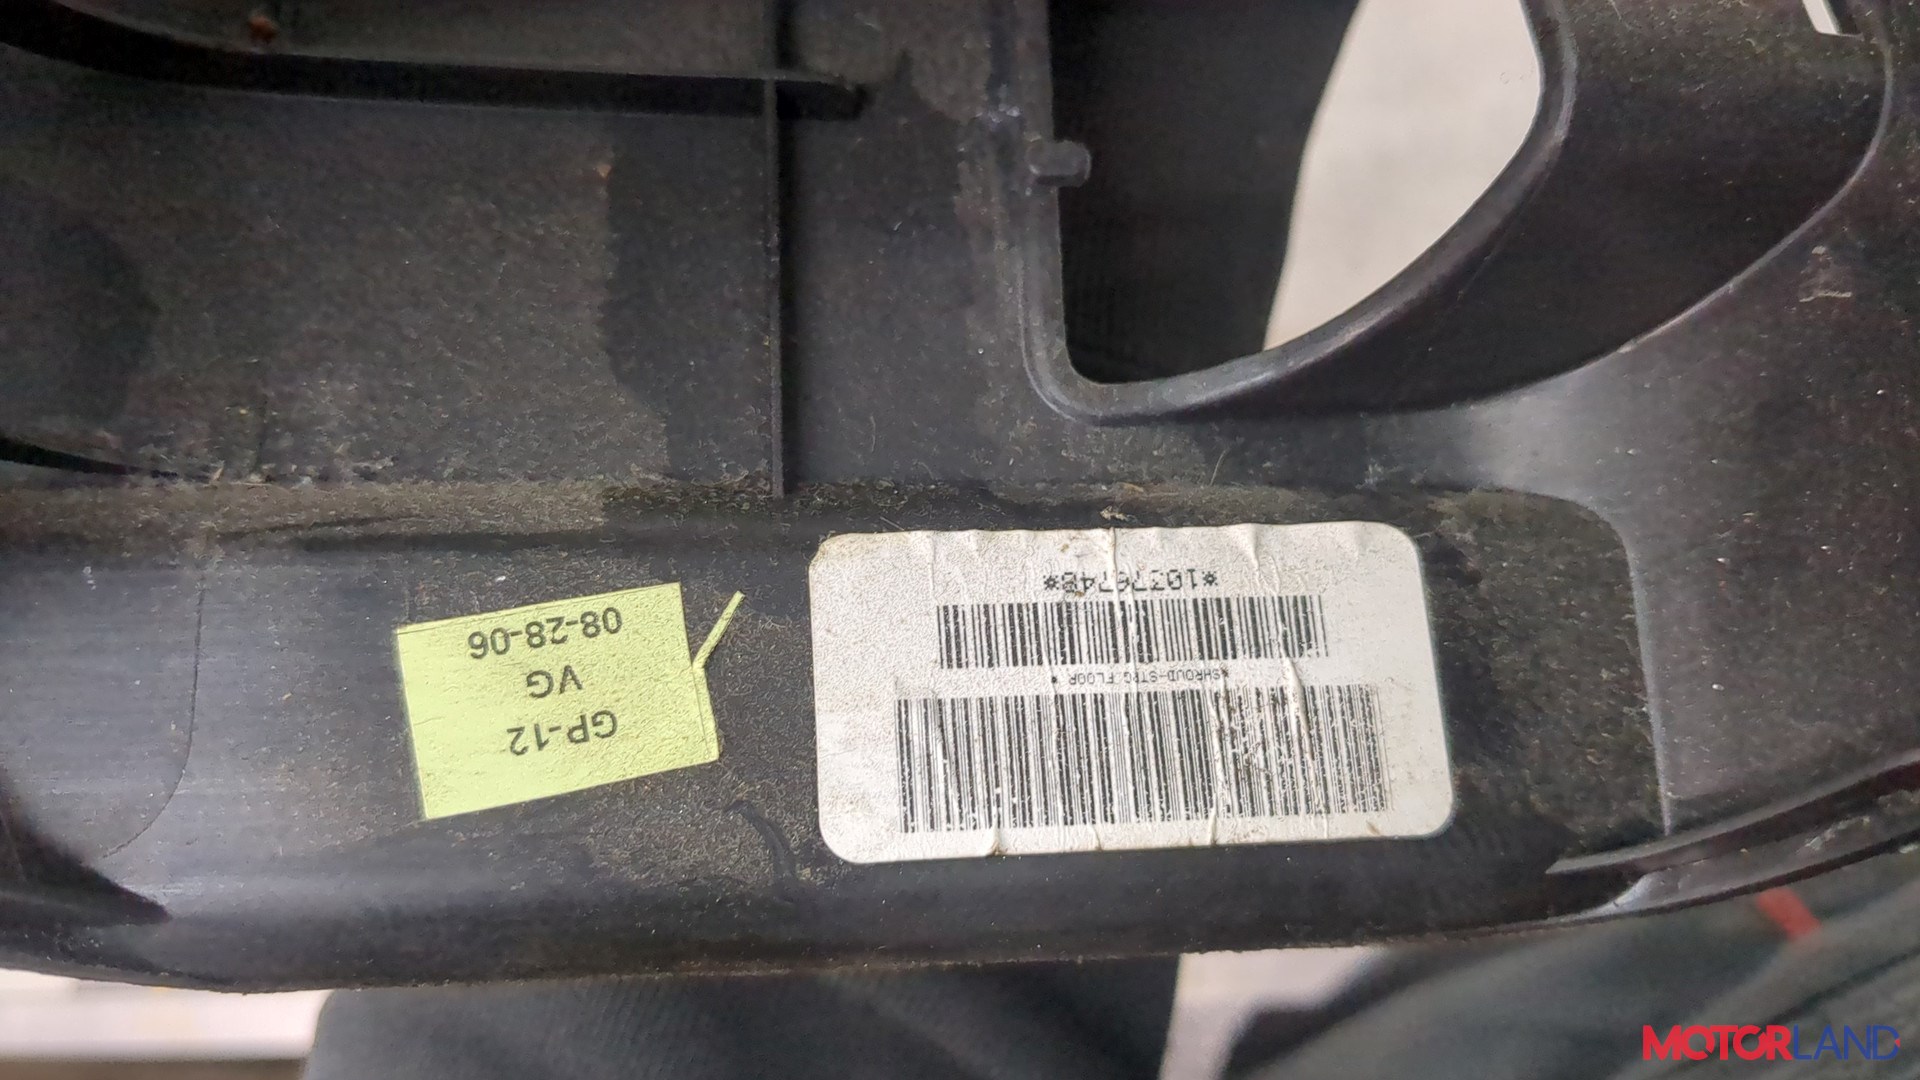 *SHROUD-STRG FLOOR *
*10376748*
GP-12
VG
08-28-06
MOTORLAND